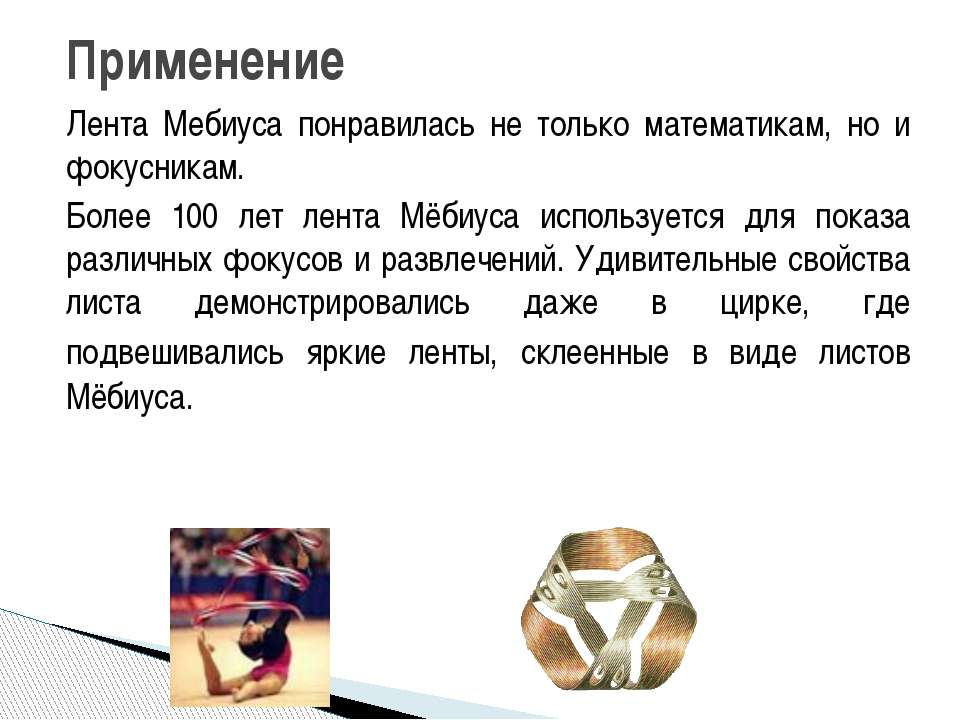 Применение
Лента Мебиуса понравилась не только математикам, но и
фокусникам.
Более 100 лет лента Мёбиуса используется для показа
различных фокусов и развлечений. Удивительные свойства
листа демонстрировались даже в цирке, где
подвешивались яркие ленты, склеенные в виде листов
Мёбиуса.